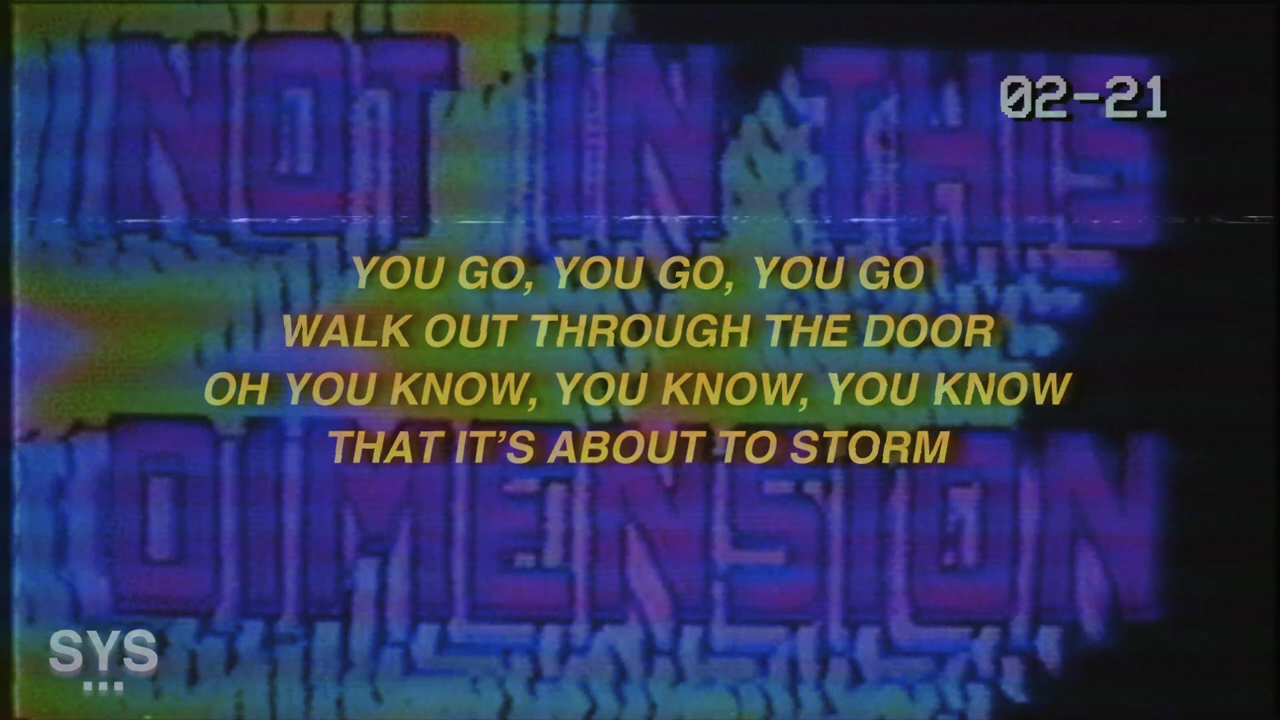 NOT IN THIS
02-21
YOU GO, YOU GO, YOU GO
WALK OUT THROUGH THE DOOR
OH YOU KNOW, YOU KNOW, YOU KNOW
THAT IT’S ABOUT TO STORM
DIMENSION
SYS